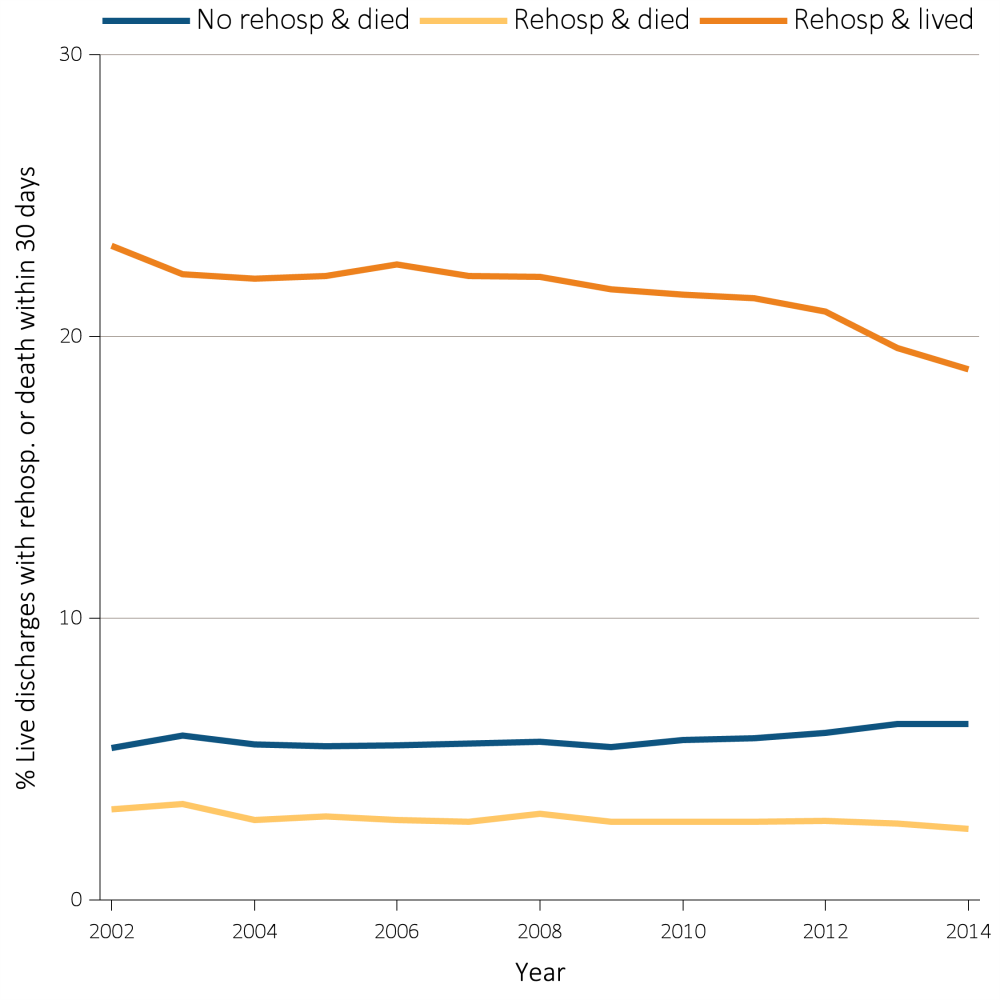 No rehosp & died Rehosp & died Rehosp & lived
% Live discharges with rehosp. or death within 30 days
30
20
10
0
2002 2004 2006 2008 2010 2012 2014
Year